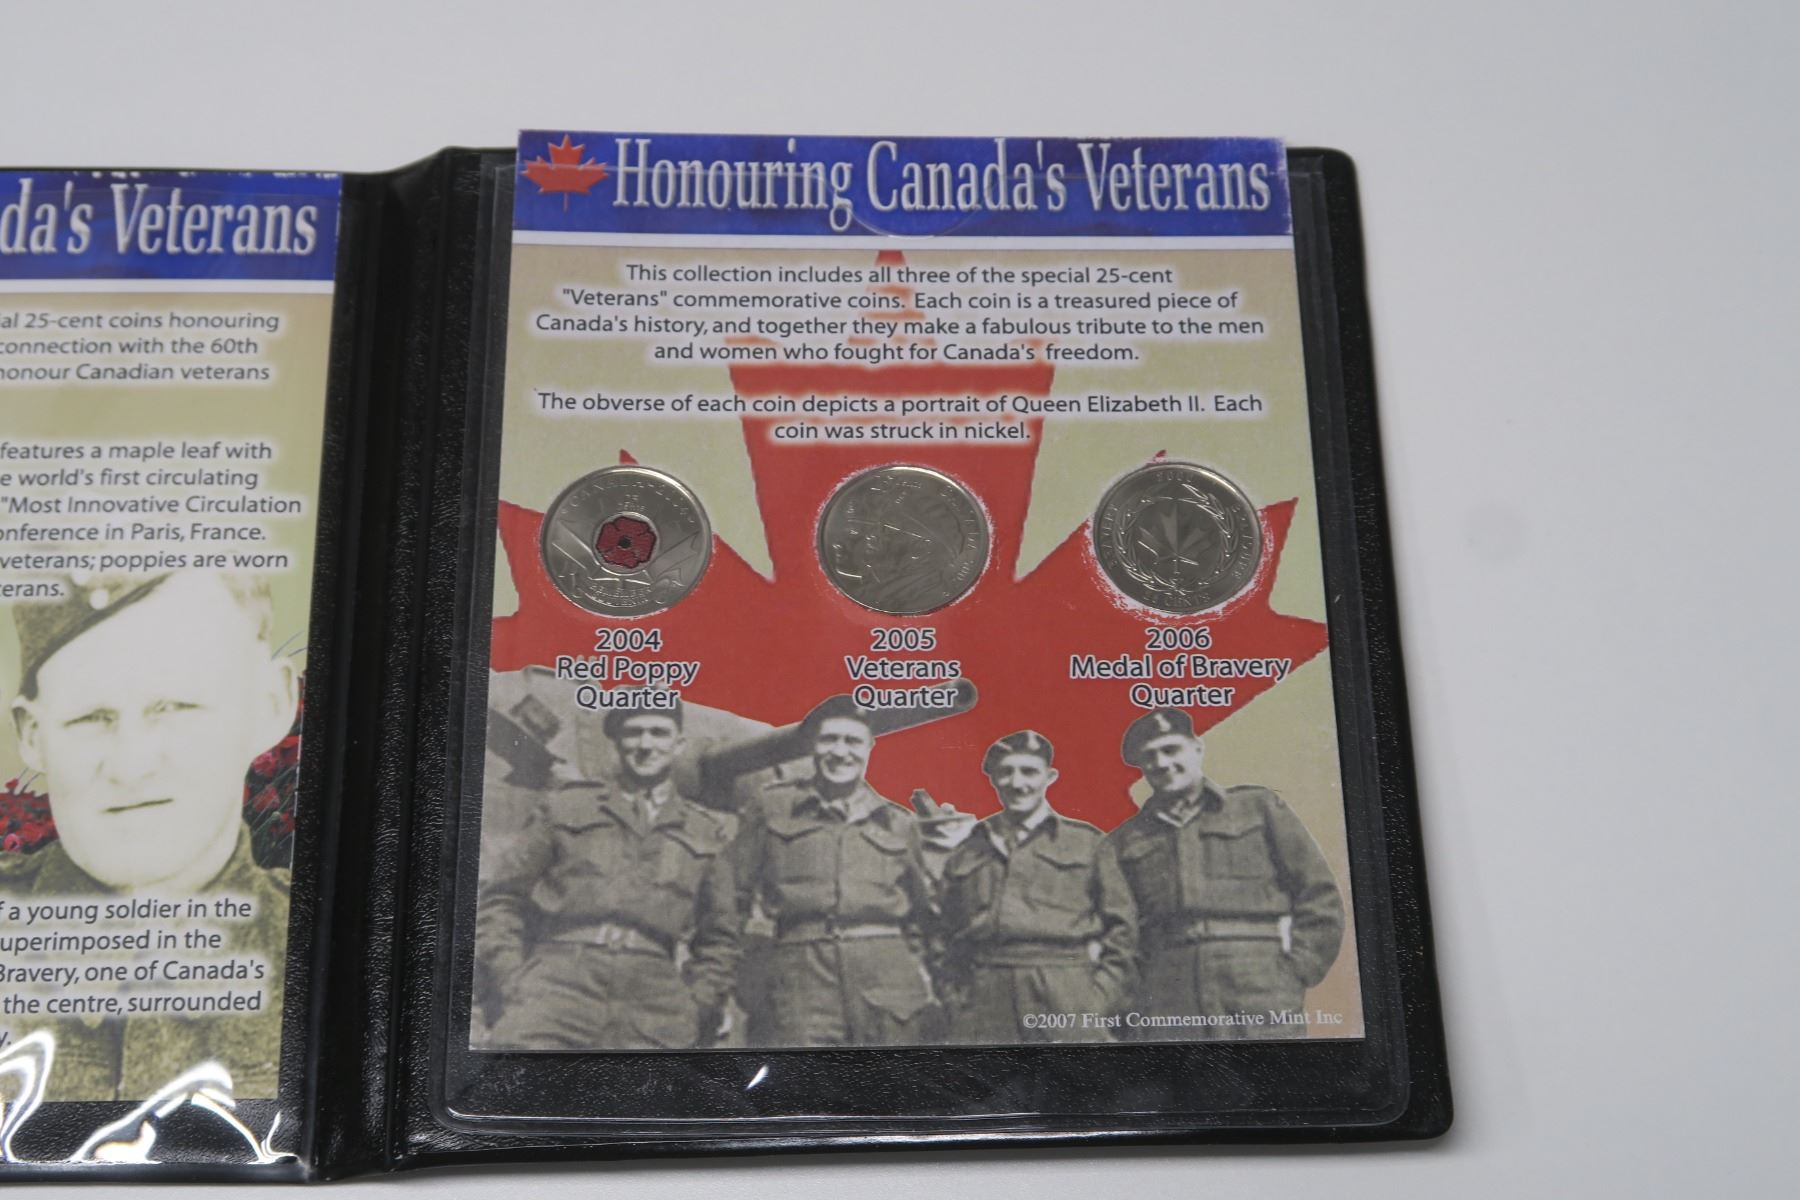 da's Veterans
ial 25-cent coins honouring
connection with the 60th
honour Canadian veterans
features a maple leaf with
e world's first circulating
"Most Innovative Circulation
onference in Paris, France.
veterans; poppies are worn
erans.
f a young soldier in the
uperimposed in the
Bravery, one of Canada's
the centre, surrounded
y.
Honouring Canada's Veterans
This collection includes all three of the special 25-cent
"Veterans" commemorative coins. Each coin is a treasured piece of
Canada's history, and together they make a fabulous tribute to the men
and women who fought for Canada's freedom.
The obverse of each coin depicts a portrait of Queen Elizabeth II. Each
coin was struck in nickel.
2004
Red Poppy
Quarter
2005
Veterans
Quarter
2006
Medal of Bravery
Quarter
©2007 First Commemorative Mint Inc